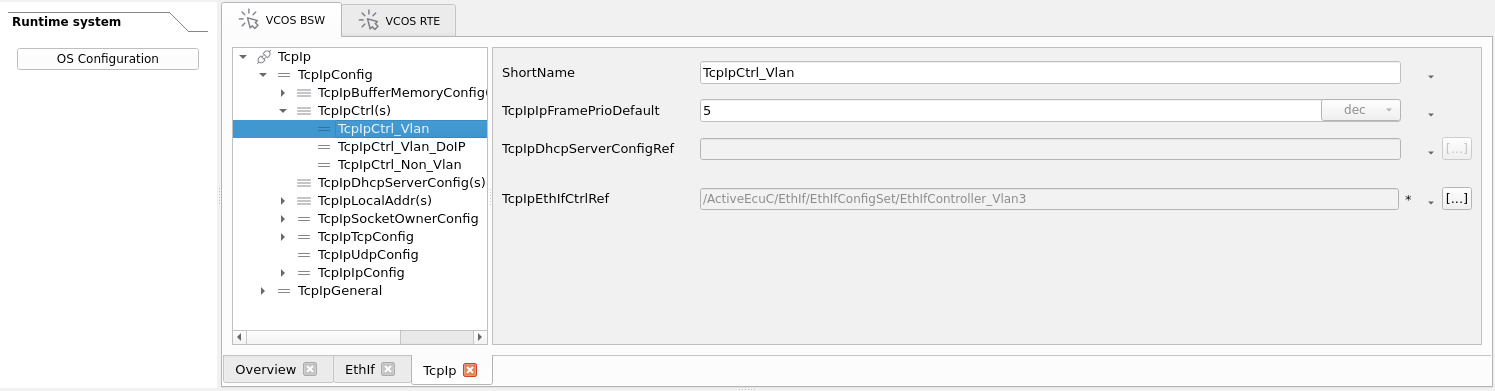 Runtime system
OS Configuration
VCOS BSW
VCOS RTE
TcpIp
TcpIpConfig
TcpIpBufferMemoryConfig(
TcpIpCtrl(s)
TcpIpCtrl_Vlan
TcpIpCtrl_Vlan_DoIP
TcpIpCtrl_Non_Vlan
TcpIpDhcpServerConfig(s)
TcpIpLocalAddr(s)
TcpIpSocketOwnerConfig
TcpIpTcpConfig
TcpIpUdpConfig
TcpIpIpConfig
TcpIpGeneral
ShortName
TcpIpCtrl_Vlan
TcpIpIpFramePrioDefault
5
dec
TcpIpDhcpServerConfigRef
[...]
TcpIpEthIfCtrlRef
/ActiveEcuC/EthIf/EthIfConfigSet/EthIfController_Vlan3
*
[...]
Overview
EthIf
TcpIp